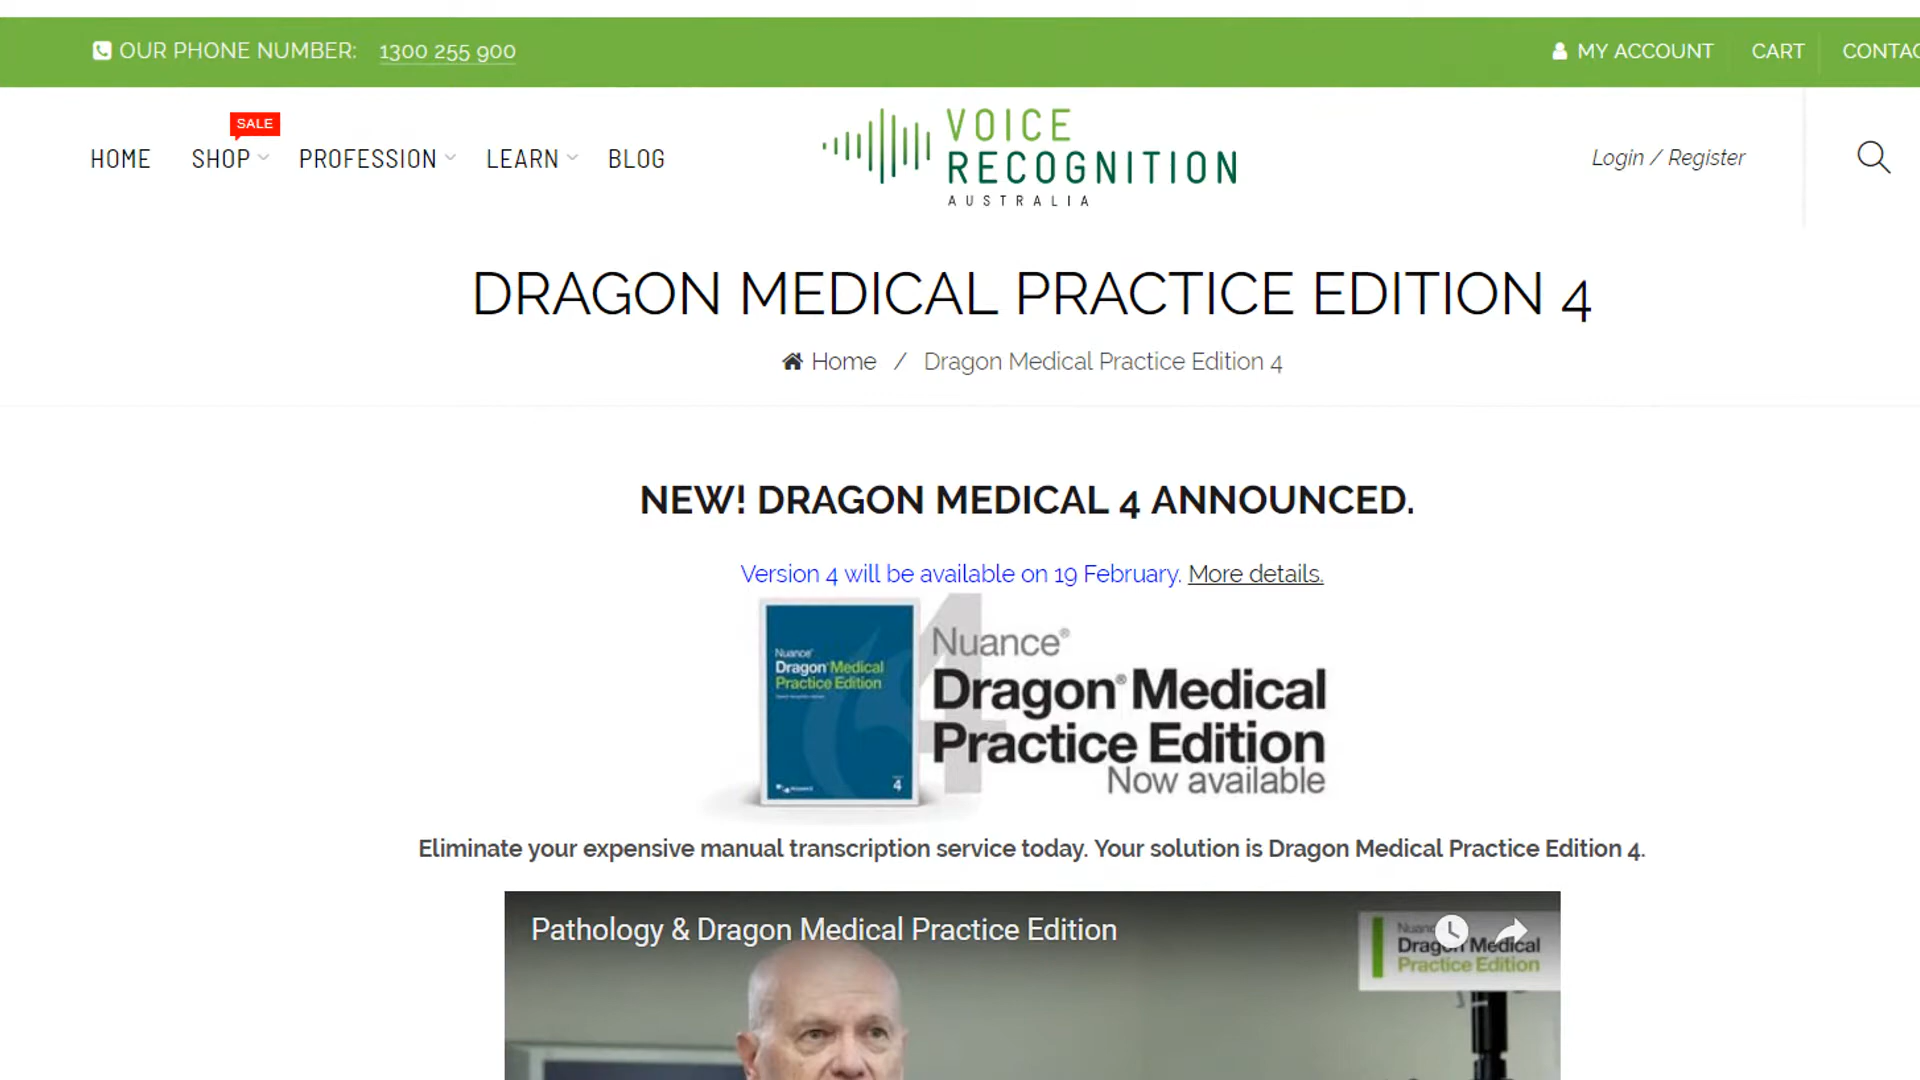 OUR PHONE NUMBER: 1300 255 900
MY ACCOUNT CART CONTAC
SALE
HOME SHOP PROFESSION LEARN BLOG
VOICE
RECOGNITION
AUSTRALIA
Login / Register
DRAGON MEDICAL PRACTICE EDITION 4
Home / Dragon Medical Practice Edition 4
NEW! DRAGON MEDICAL 4 ANNOUNCED.
Version 4 will be available on 19 February. More details.
Nuance®
Dragon® Medical
Practice Edition
4
4
Nuance®
Dragon® Medical
Practice Edition
Now available
Eliminate your expensive manual transcription service today. Your solution is Dragon Medical Practice Edition 4.
Pathology & Dragon Medical Practice Edition
Nuance
Dragon Medical
Practice Edition